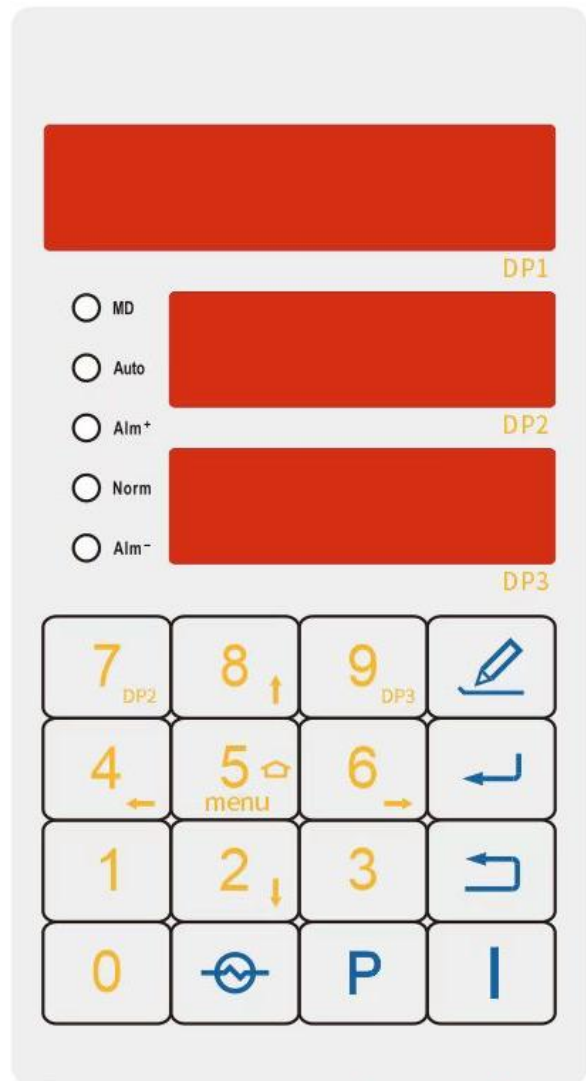 DP1
MD
Auto
DP2
Alm+
Norm
Alm-
DP3
7 DP2 8 9 DP3
4 5 6
menu
1 2 3
0 P I